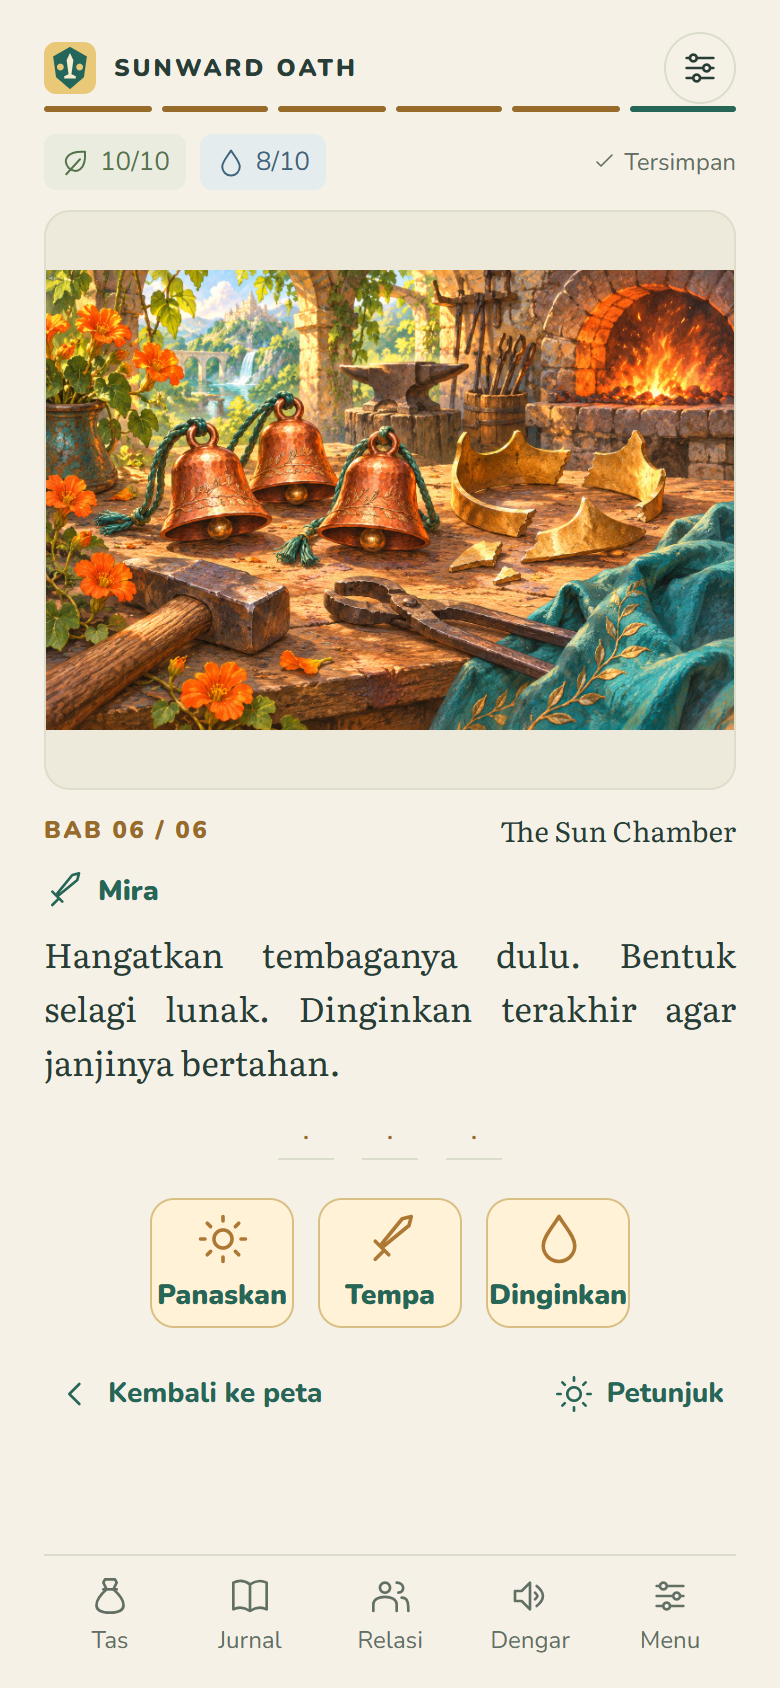 SUNWARD OATH
10/10
8/10
Tersimpan
BAB 06 / 06
The Sun Chamber
Mira
Hangatkan tembaganya dulu. Bentuk
selagi lunak. Dinginkan terakhir agar
janjinya bertahan.
· · ·
Panaskan
Tempa
Dinginkan
Kembali ke peta
Petunjuk
Tas
Jurnal
Relasi
Dengar
Menu